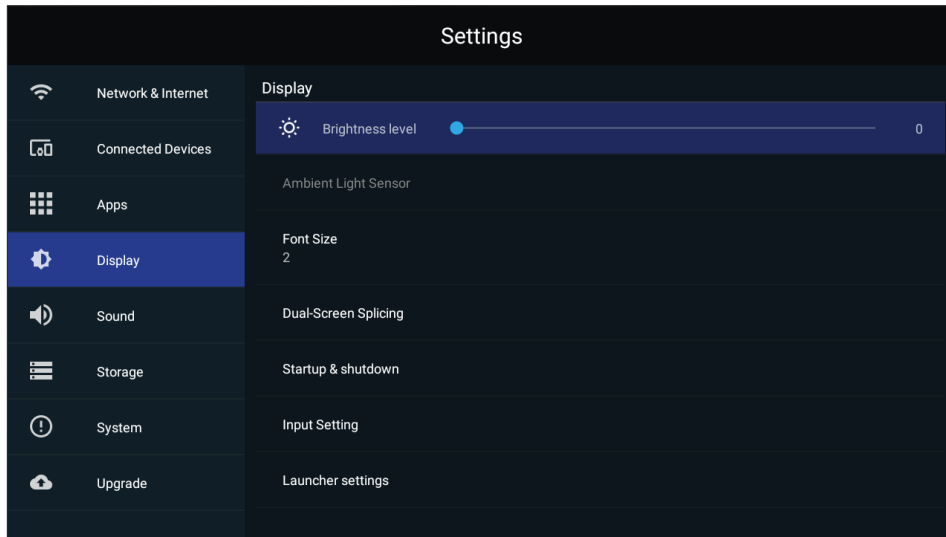 Settings
Network & Internet
Connected Devices
Apps
Display
Sound
Storage
System
Upgrade
Display
Brightness level 0
Ambient Light Sensor
Font Size
2
Dual-Screen Splicing
Startup & shutdown
Input Setting
Launcher settings